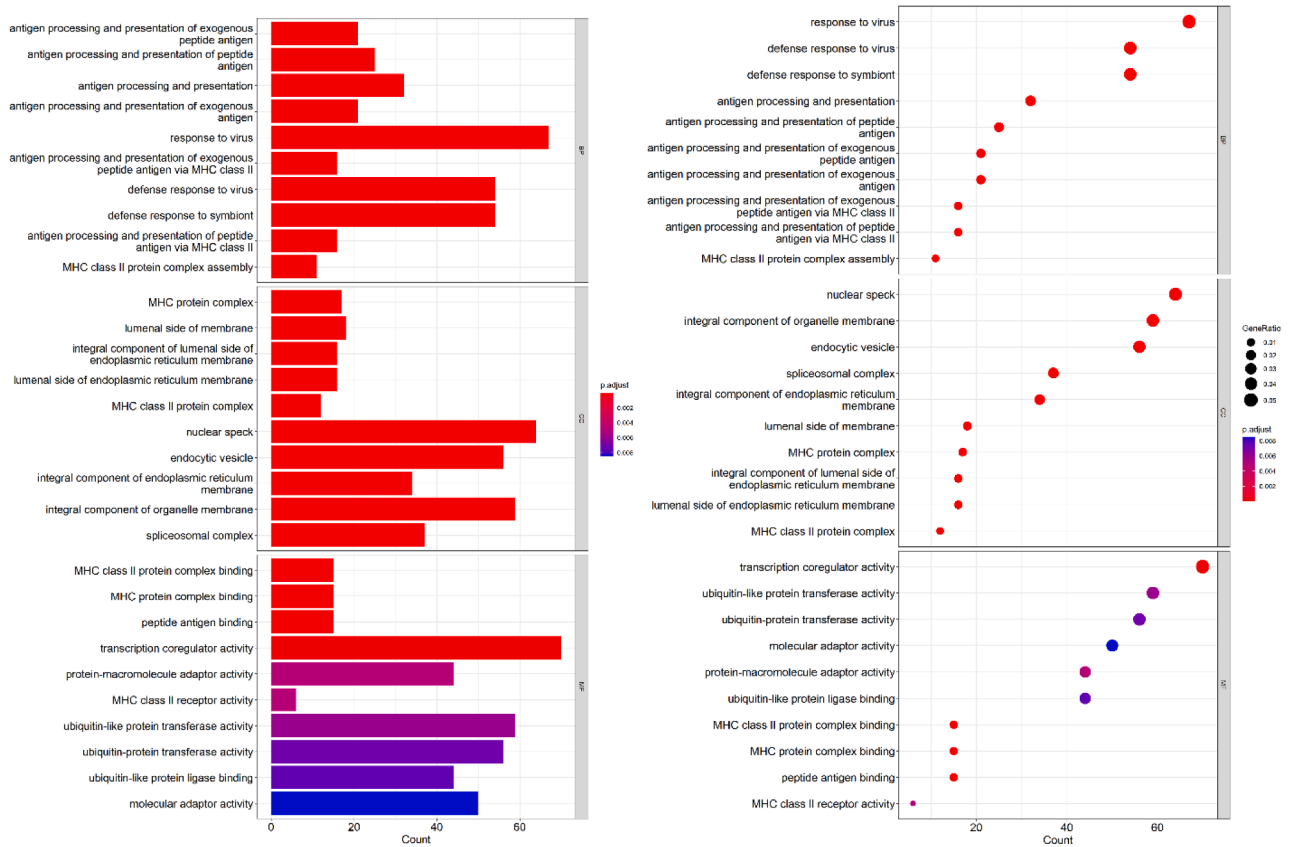 antigen processing and presentation of exogenous
peptide antigen
antigen processing and presentation of peptide
antigen
antigen processing and presentation
antigen processing and presentation of exogenous
antigen
response to virus
antigen processing and presentation of exogenous
peptide antigen via MHC class II
defense response to virus
defense response to symbiont
antigen processing and presentation of peptide
antigen via MHC class II
MHC class II protein complex assembly
BP
MHC protein complex
lumenal side of membrane
integral component of lumenal side of
endoplasmic reticulum membrane
lumenal side of endoplasmic reticulum membrane
MHC class II protein complex
nuclear speck
endocytic vesicle
integral component of endoplasmic reticulum
membrane
integral component of organelle membrane
spliceosomal complex
CC
MHC class II protein complex binding
MHC protein complex binding
peptide antigen binding
transcription coregulator activity
protein-macromolecule adaptor activity
MHC class II receptor activity
ubiquitin-like protein transferase activity
ubiquitin-protein transferase activity
ubiquitin-like protein ligase binding
molecular adaptor activity
MF
0 20 40 60
Count
p.adjust
0.002
0.004
0.006
0.008
response to virus
defense response to virus
defense response to symbiont
antigen processing and presentation
antigen processing and presentation of peptide
antigen
antigen processing and presentation of exogenous
peptide antigen
antigen processing and presentation of exogenous
antigen
antigen processing and presentation of exogenous
peptide antigen via MHC class II
antigen processing and presentation of peptide
antigen via MHC class II
MHC class II protein complex assembly
BP
nuclear speck
integral component of organelle membrane
endocytic vesicle
spliceosomal complex
integral component of endoplasmic reticulum
membrane
lumenal side of membrane
MHC protein complex
integral component of lumenal side of
endoplasmic reticulum membrane
lumenal side of endoplasmic reticulum membrane
MHC class II protein complex
CC
transcription coregulator activity
ubiquitin-like protein transferase activity
ubiquitin-protein transferase activity
molecular adaptor activity
protein-macromolecule adaptor activity
ubiquitin-like protein ligase binding
MHC class II protein complex binding
MHC protein complex binding
peptide antigen binding
MHC class II receptor activity
MF
20 40 60
Count
GeneRatio
0.01
0.02
0.03
0.04
0.05
p.adjust
0.008
0.006
0.004
0.002